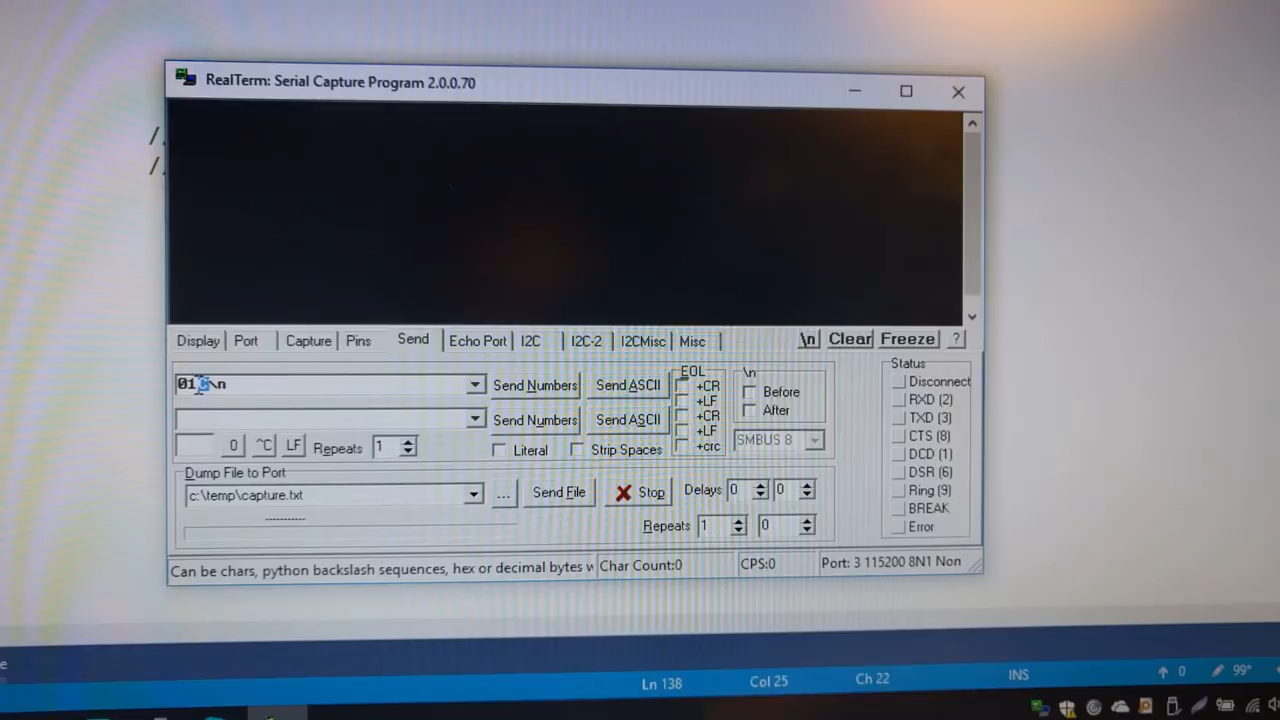 RealTerm: Serial Capture Program 2.0.0.70
//
//
Display Port Capture Pins Send Echo Port I2C I2C-2 I2CMisc Misc \n Clear Freeze ?
01C\n Send Numbers Send ASCII
Send Numbers Send ASCII
0 ^C LF Repeats 1 Literal Strip Spaces
EOL
+CR
+LF
+CR
+LF
+crc
\n
Before
After
SMBUS 8
Dump File to Port
c:\temp\capture.txt ... Send File Stop Delays 0 0
Repeats 1 0
Status
Disconnect
RXD (2)
TXD (3)
CTS (8)
DCD (1)
DSR (6)
Ring (9)
BREAK
Error
Can be chars, python backslash sequences, hex or decimal bytes w Char Count:0 CPS:0 Port: 3 115200 8N1 Non
e
Ln 138 Col 25 Ch 22 INS 0 99*